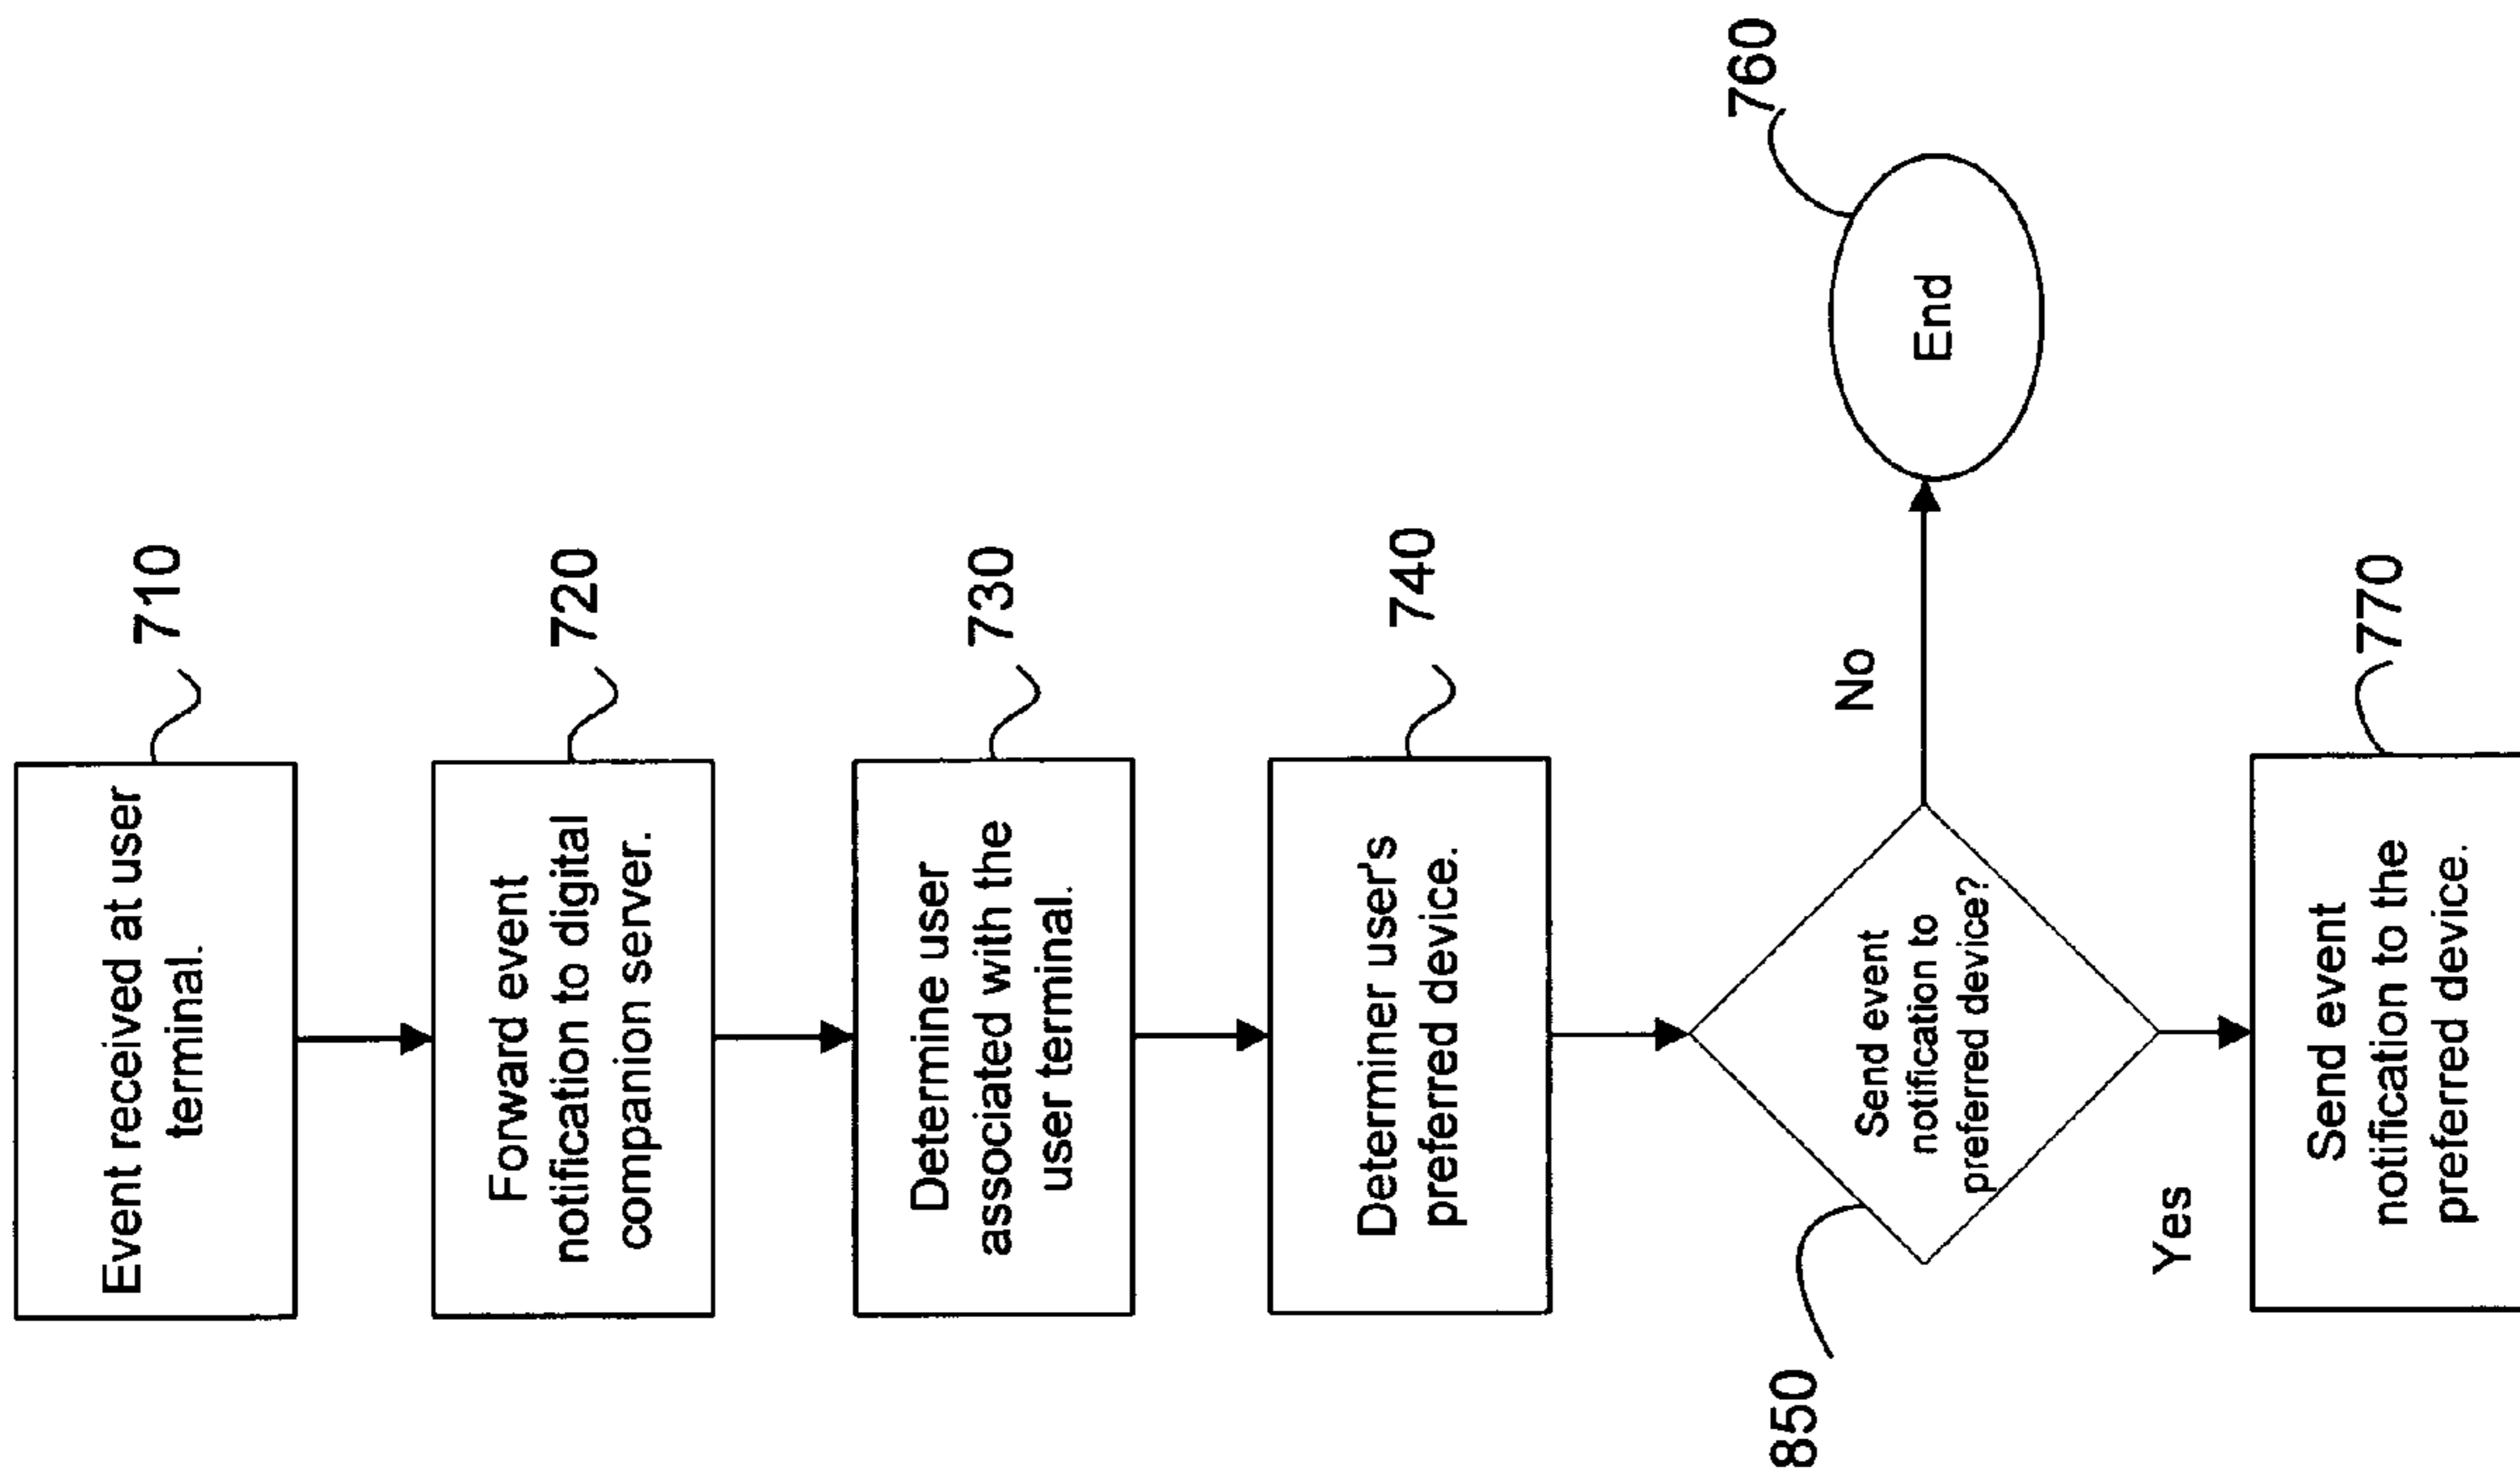 Event received at user
terminal.
710
Forward event
notification to digital
companion server.
720
Determine user
associated with the
user terminal.
730
Determiner user's
preferred device.
740
Send event
notification to
preferred device?
850
No
End
760
Yes
Send event
notification to the
preferred device.
770